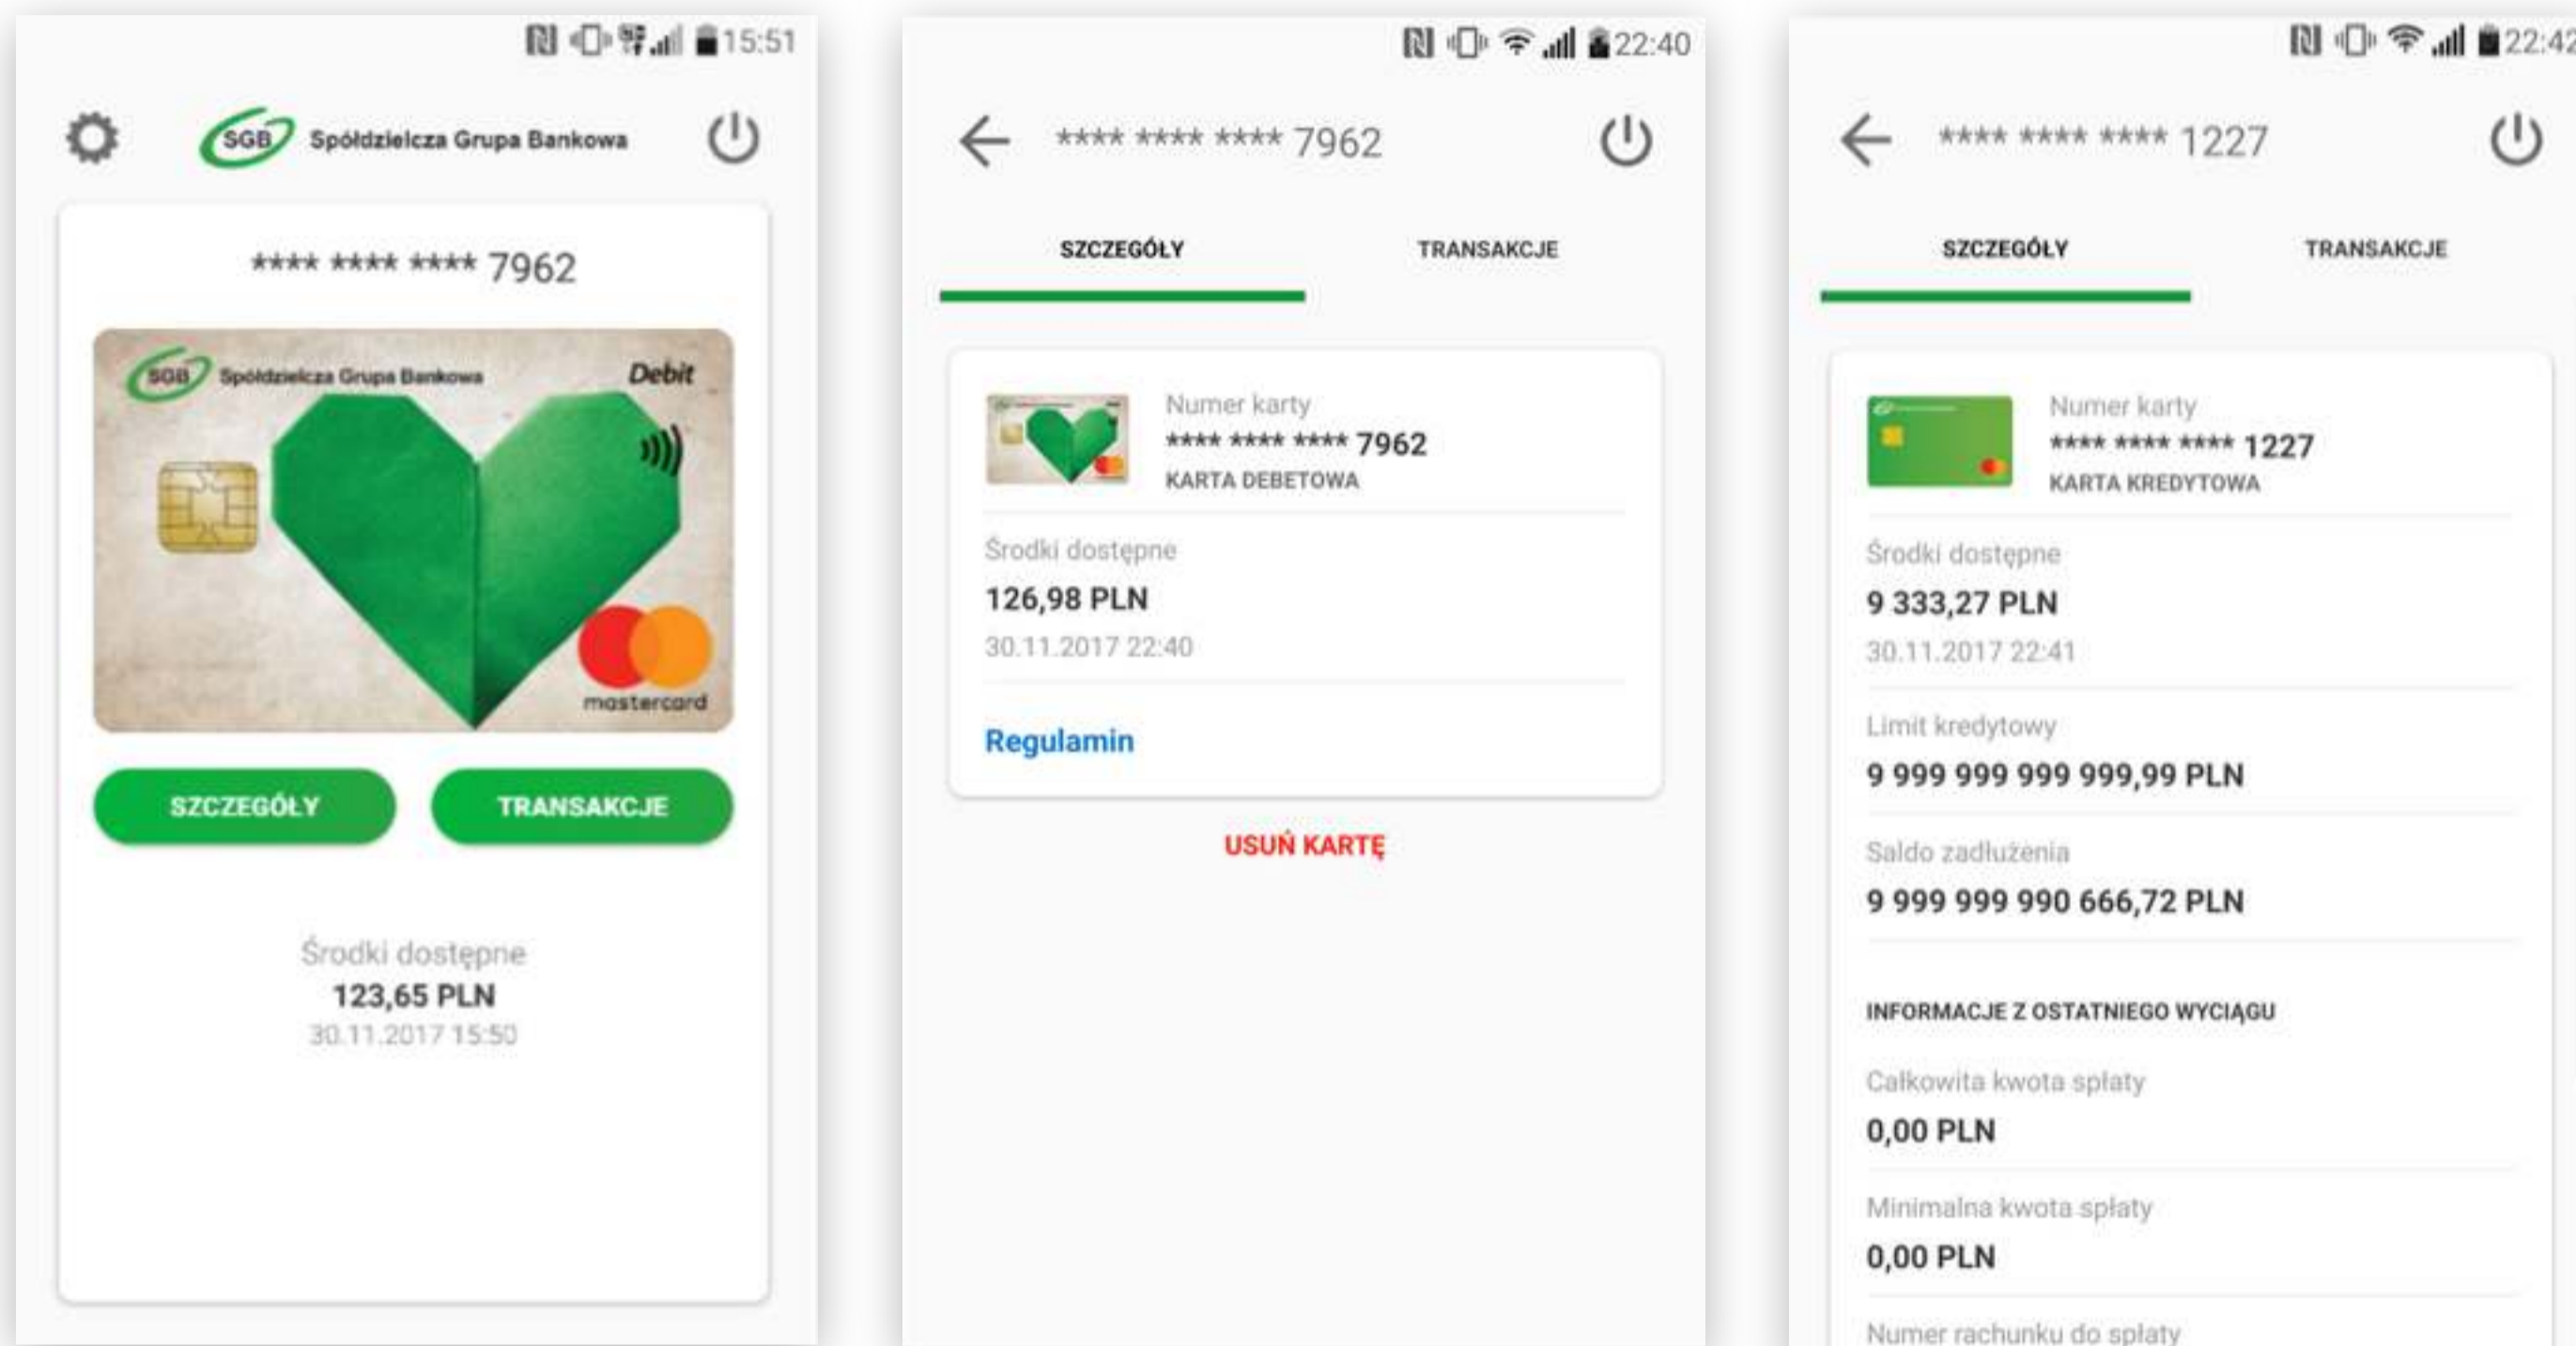 15:51
SGB Spółdzielcza Grupa Bankowa
**** **** **** 7962
SGB Spółdzielcza Grupa Bankowa Debit
mastercard
SZCZEGÓŁY TRANSAKCJE
Środki dostępne
123,65 PLN
30.11.2017 15:50
22:40
**** **** **** 7962
SZCZEGÓŁY TRANSAKCJE
Numer karty
**** **** **** 7962
KARTA DEBETOWA
Środki dostępne
126,98 PLN
30.11.2017 22:40
Regulamin
USUŃ KARTĘ
22:42
**** **** **** 1227
SZCZEGÓŁY TRANSAKCJE
Numer karty
**** **** **** 1227
KARTA KREDYTOWA
Środki dostępne
9 333,27 PLN
30.11.2017 22:41
Limit kredytowy
9 999 999 999 999,99 PLN
Saldo zadłużenia
9 999 999 990 666,72 PLN
INFORMACJE Z OSTATNIEGO WYCIĄGU
Całkowita kwota spłaty
0,00 PLN
Minimalna kwota spłaty
0,00 PLN
Numer rachunku do spłaty